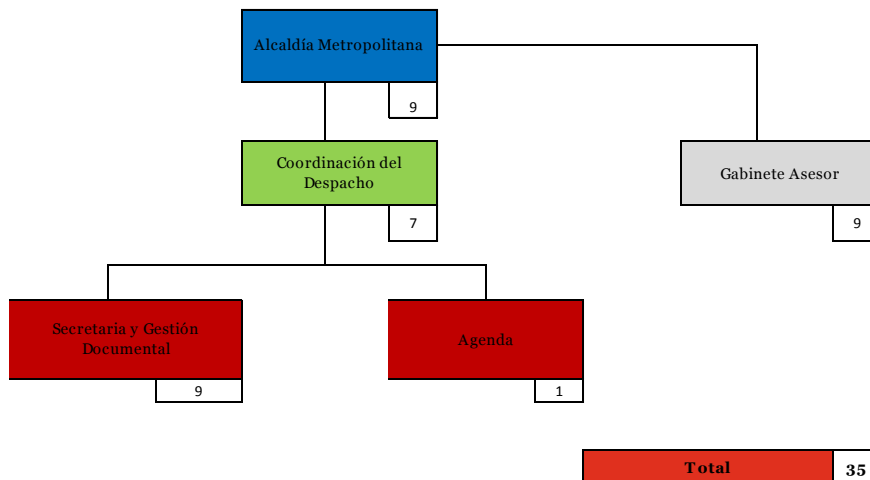 Alcaldía Metropolitana
9
Coordinación del
Despacho
7
Gabinete Asesor
9
Secretaria y Gestión
Documental
9
Agenda
1
Total
35